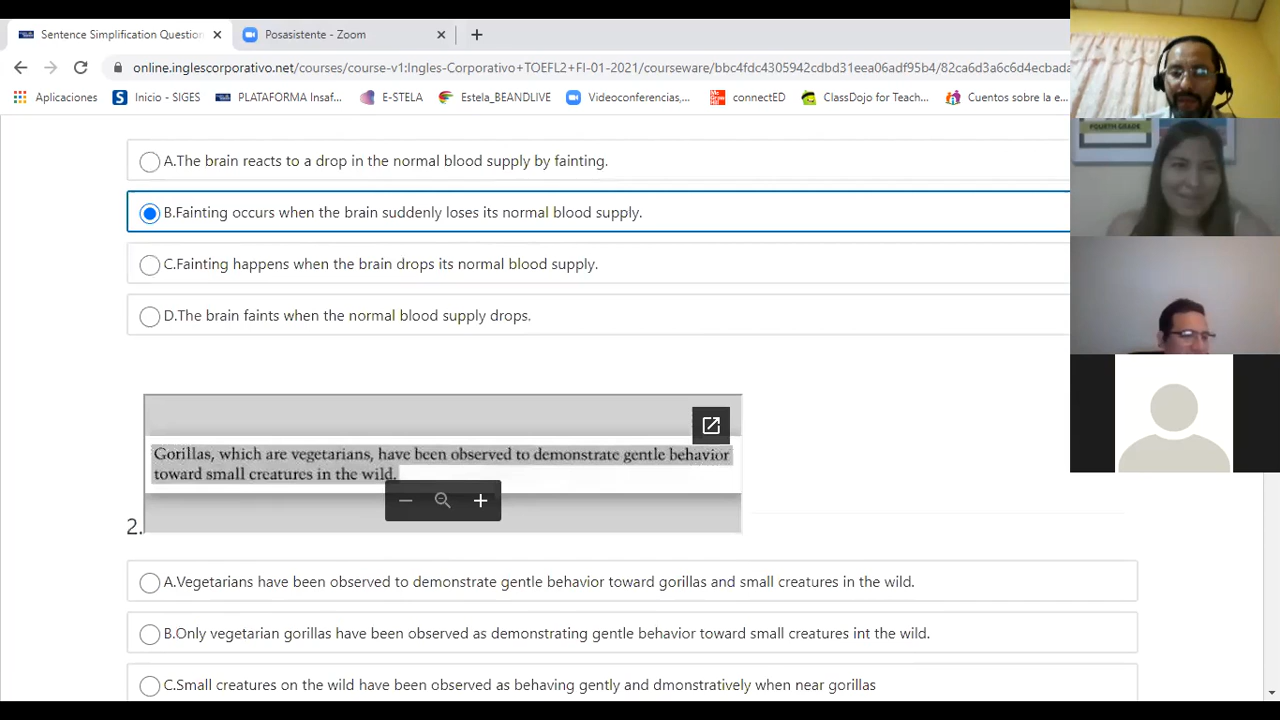 Sentence Simplification Question
Posasistente - Zoom
online.inglescorporativo.net/courses/course-v1:Ingles-Corporativo+TOEFL2+FI-01-2021/courseware/bbc4fdc4305942cdbd31eea06adf95b4/82ca6d3a6c6d4ecbada
Aplicaciones
Inicio - SIGES
PLATAFORMA Insaf...
E-STELA
Estela_BEANDLIVE
Videoconferencias,...
connectED
ClassDojo for Teach...
Cuentos sobre la e...
FOURTH GRADE
A.The brain reacts to a drop in the normal blood supply by fainting.
B.Fainting occurs when the brain suddenly loses its normal blood supply.
C.Fainting happens when the brain drops its normal blood supply.
D.The brain faints when the normal blood supply drops.
Gorillas, which are vegetarians, have been observed to demonstrate gentle behavior
toward small creatures in the wild.
2.
A.Vegetarians have been observed to demonstrate gentle behavior toward gorillas and small creatures in the wild.
B.Only vegetarian gorillas have been observed as demonstrating gentle behavior toward small creatures int the wild.
C.Small creatures on the wild have been observed as behaving gently and dmonstratively when near gorillas